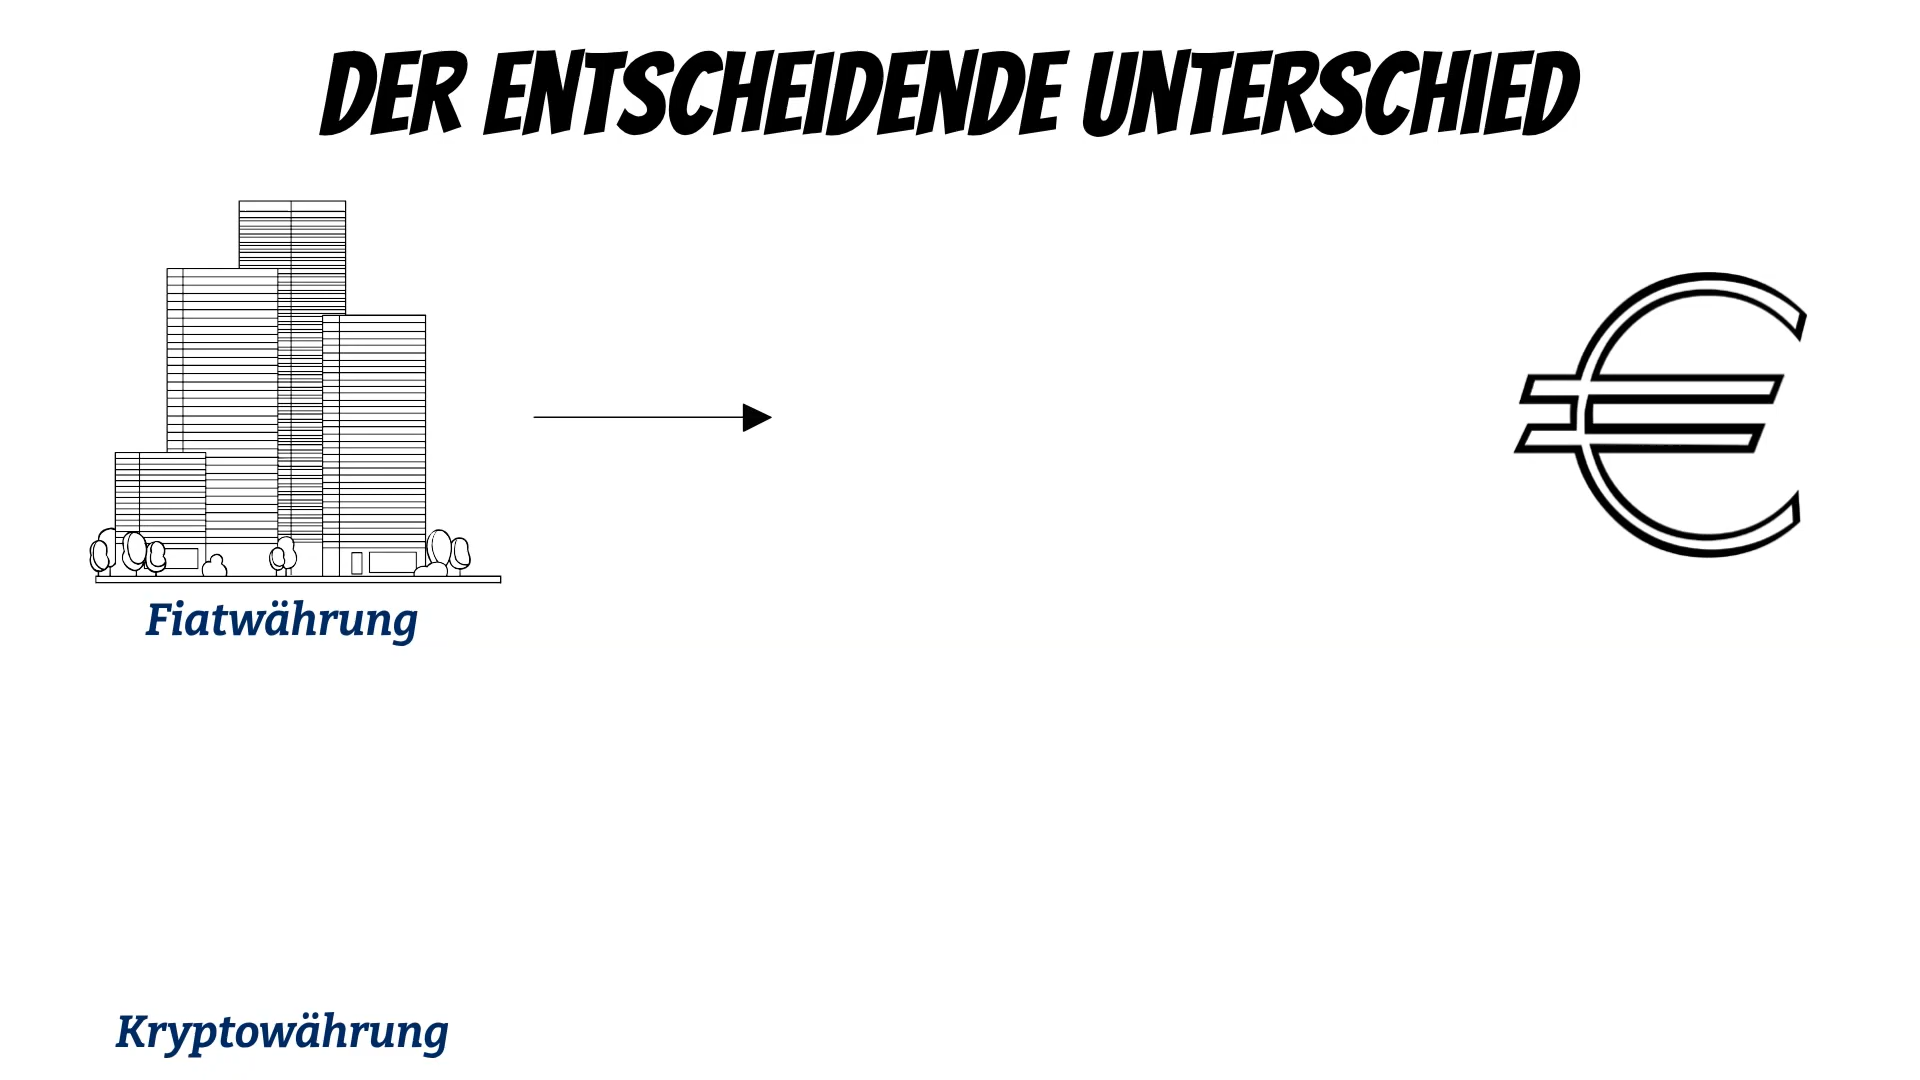 DER ENTSCHEIDENDE UNTERSCHIED
€
Fiatwährung
Kryptowährung